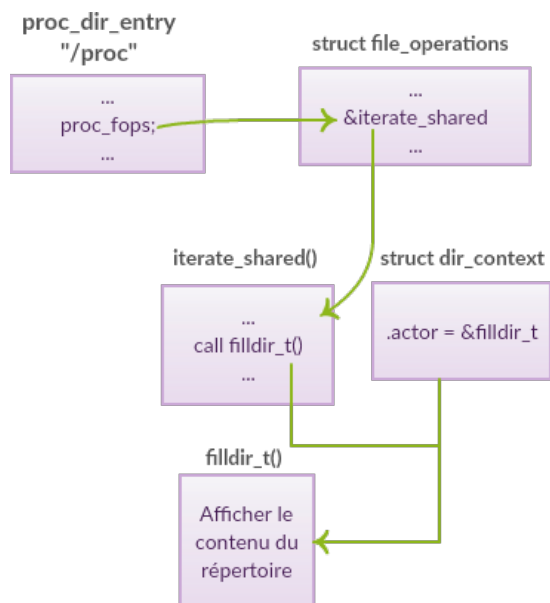 proc_dir_entry
"/proc"
struct file_operations
...
proc_fops;
...
...
&iterate_shared
...
iterate_shared()
struct dir_context
...
call filldir_t()
...
.actor = &filldir_t
filldir_t()
Afficher le
contenu du
répertoire